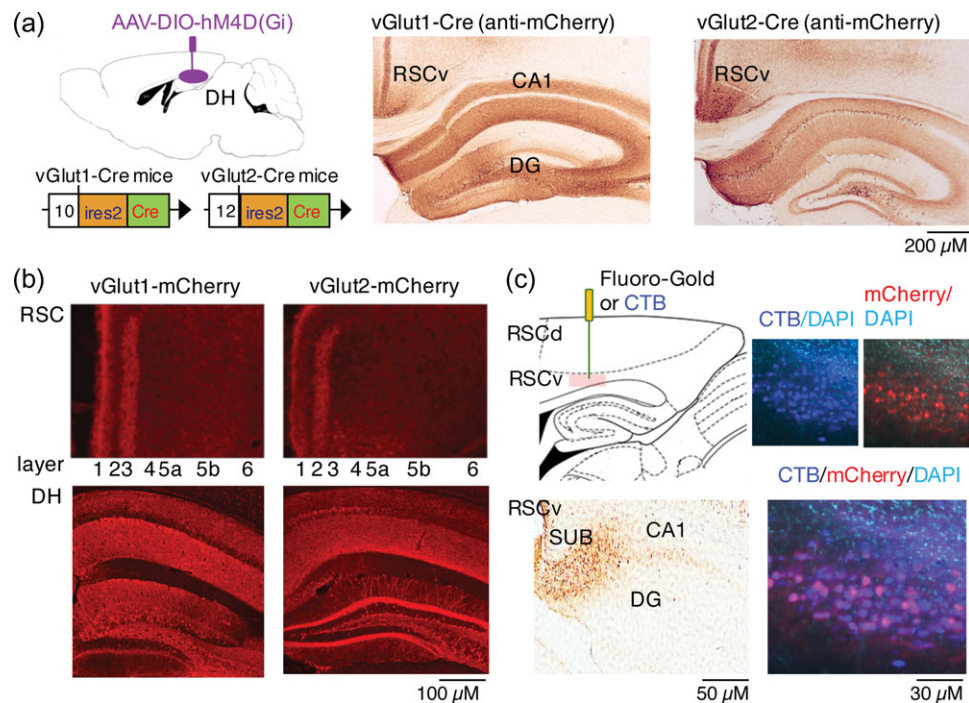 (a)
AAV-DIO-hM4D(Gi)
DH
vGlut1-Cre mice
10 ires2 Cre
vGlut2-Cre mice
12 ires2 Cre
vGlut1-Cre (anti-mCherry)
RSCv
CA1
DG
vGlut2-Cre (anti-mCherry)
RSCv
200 µM
(b)
vGlut1-mCherry
vGlut2-mCherry
RSC
layer
1 2 3 4 5a 5b 6
1 2 3 4 5a 5b 6
DH
100 µM
(c)
Fluoro-Gold
or CTB
RSCd
RSCv
CTB/DAPI
mCherry/
DAPI
RSCv
SUB
CA1
DG
50 µM
CTB/mCherry/DAPI
30 µM